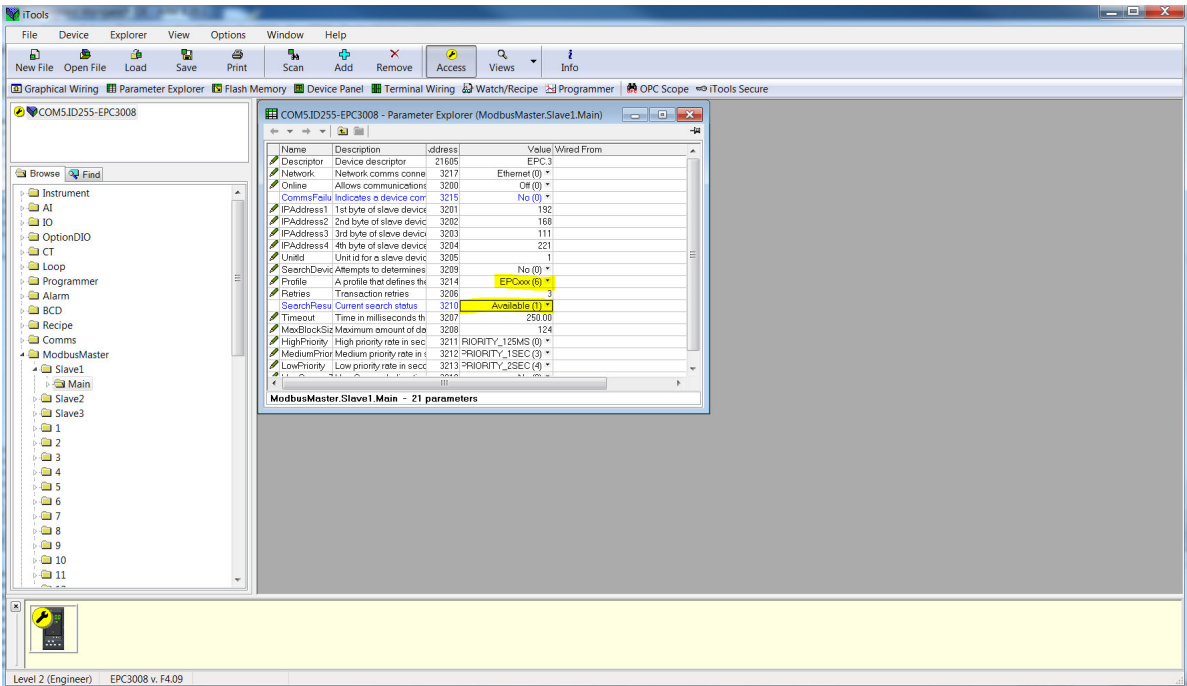 iTools
File Device Explorer View Options Window Help
New File Open File Load Save Print Scan Add Remove Access Views Info
Graphical Wiring Parameter Explorer Flash Memory Device Panel Terminal Wiring Watch/Recipe Programmer OPC Scope iTools Secure
COM5.ID255-EPC3008
Browse Find
Instrument
AI
IO
OptionDIO
CT
Loop
Programmer
Alarm
BCD
Recipe
Comms
ModbusMaster
Slave1
Main
Slave2
Slave3
1
2
3
4
5
6
7
8
9
10
11
COM5.ID255-EPC3008 - Parameter Explorer (ModbusMaster.Slave1.Main)
Name Description ddress Value Wired From
Descriptor Device descriptor 21605 EPC.3
Network Network comms conne 3217 Ethernet (0)
Online Allows communications 3200 Off (0)
CommsFailu Indicates a device com 3215 No (0)
IPAddress1 1st byte of slave device 3201 192
IPAddress2 2nd byte of slave devic 3202 168
IPAddress3 3rd byte of slave device 3203 111
IPAddress4 4th byte of slave device 3204 221
UnitId Unit id for a slave devic 3205 1
SearchDevic Attempts to determines 3209 No (0)
Profile A profile that defines the 3214 EPCxxx (6)
Retries Transaction retries 3206 3
SearchResu Current search status 3210 Available (1)
Timeout Time in milliseconds th 3207 250.00
MaxBlockSiz Maximum amount of da 3208 124
HighPriority High priority rate in sec 3211 RIORITY_125MS (0)
MediumPrior Medium priority rate in s 3212 PRIORITY_1SEC (3)
LowPriority Low priority rate in secc 3213 PRIORITY_2SEC (4)
ModbusMaster.Slave1.Main - 21 parameters
Level 2 (Engineer) EPC3008 v. F4.09